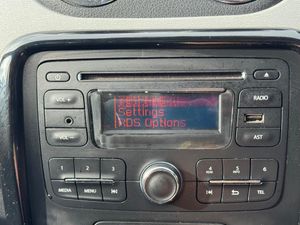 VOL +
RADIO
Settings
RDS Options
VOL -
AST
1 2 3
4 5 6
MEDIA MENU
TEL